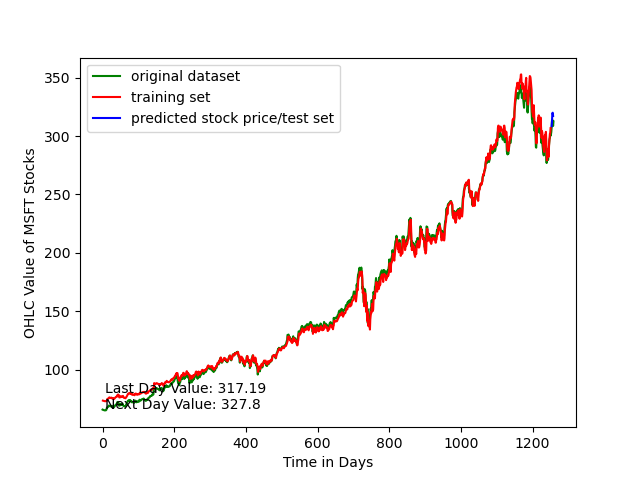 original dataset
training set
predicted stock price/test set
350
300
250
200
150
100
OHLC Value of MSFT Stocks
Last Day Value: 317.19
Next Day Value: 327.8
0 200 400 600 800 1000 1200
Time in Days